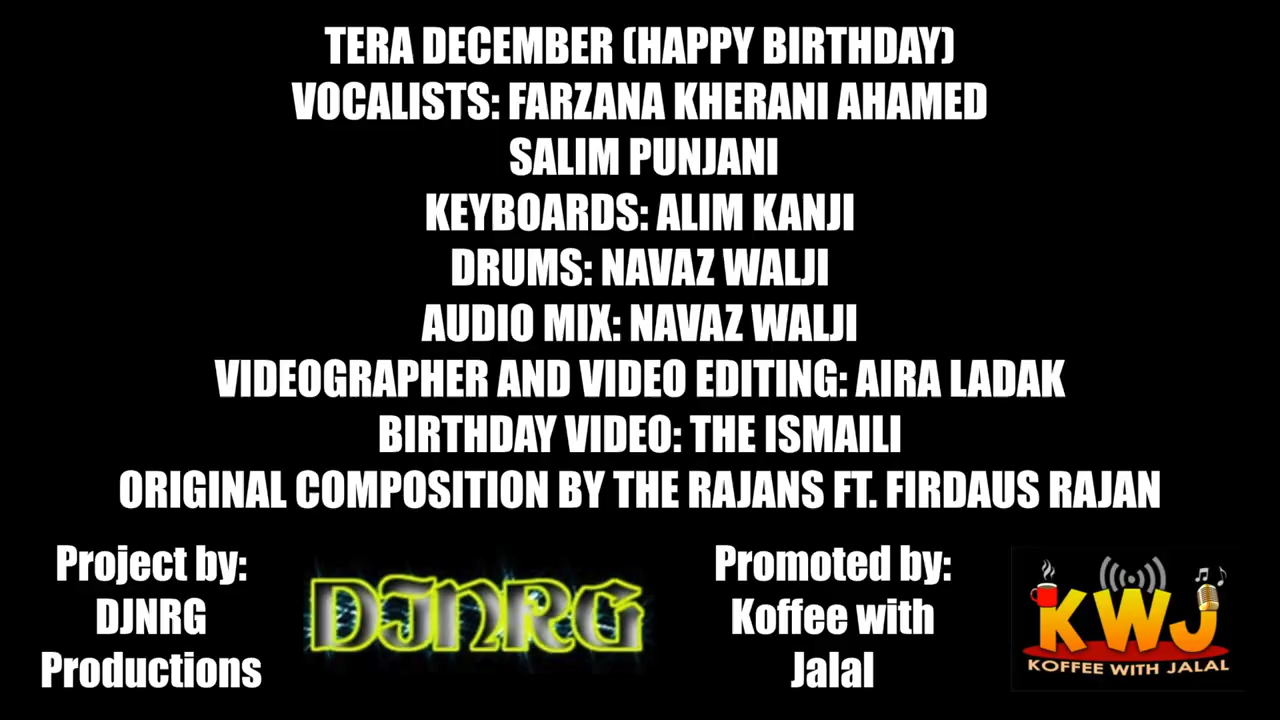 TERA DECEMBER (HAPPY BIRTHDAY)
VOCALISTS: FARZANA KHERANI AHAMED
SALIM PUNJANI
KEYBOARDS: ALIM KANJI
DRUMS: NAVAZ WALJI
AUDIO MIX: NAVAZ WALJI
VIDEOGRAPHER AND VIDEO EDITING: AIRA LADAK
BIRTHDAY VIDEO: THE ISMAILI
ORIGINAL COMPOSITION BY THE RAJANS FT. FIRDAUS RAJAN
Project by:
DJNRG
Productions
DJNRG
Promoted by:
Koffee with
Jalal
KWJ
KOFFEE WITH JALAL